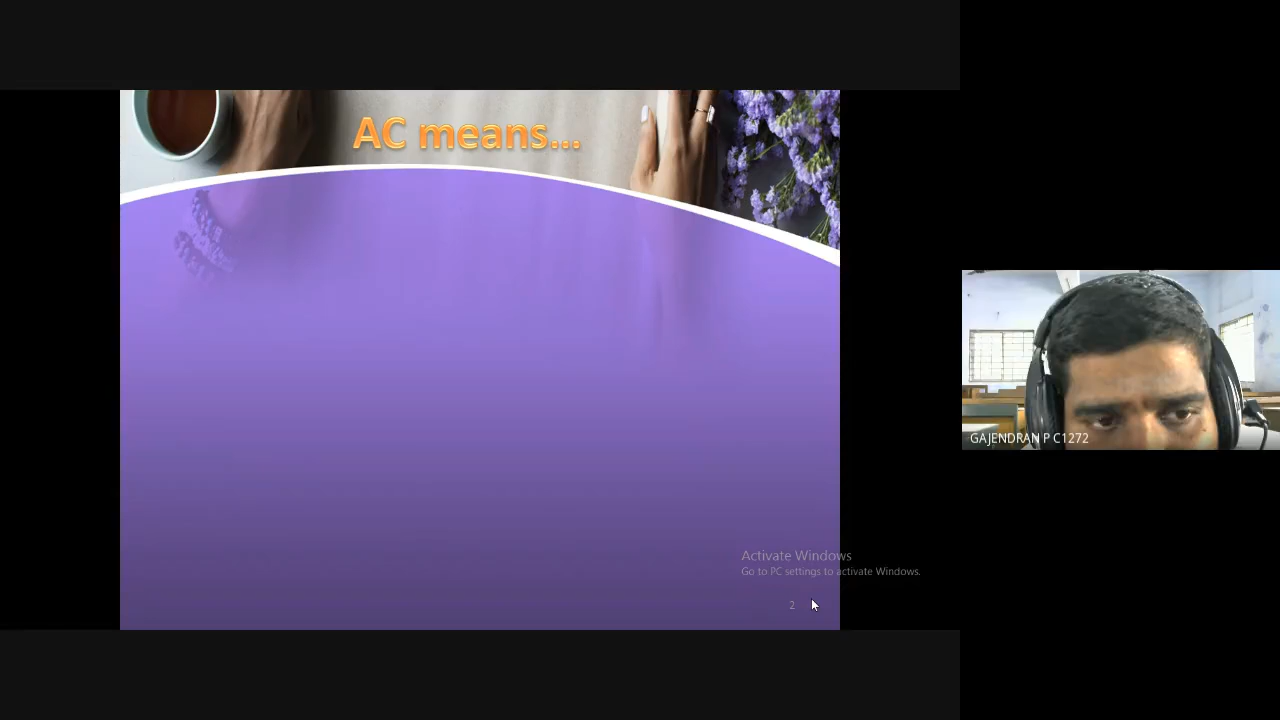 AC means...
GAJENDRAN P C1272
Activate Windows
Go to PC settings to activate Windows.
2